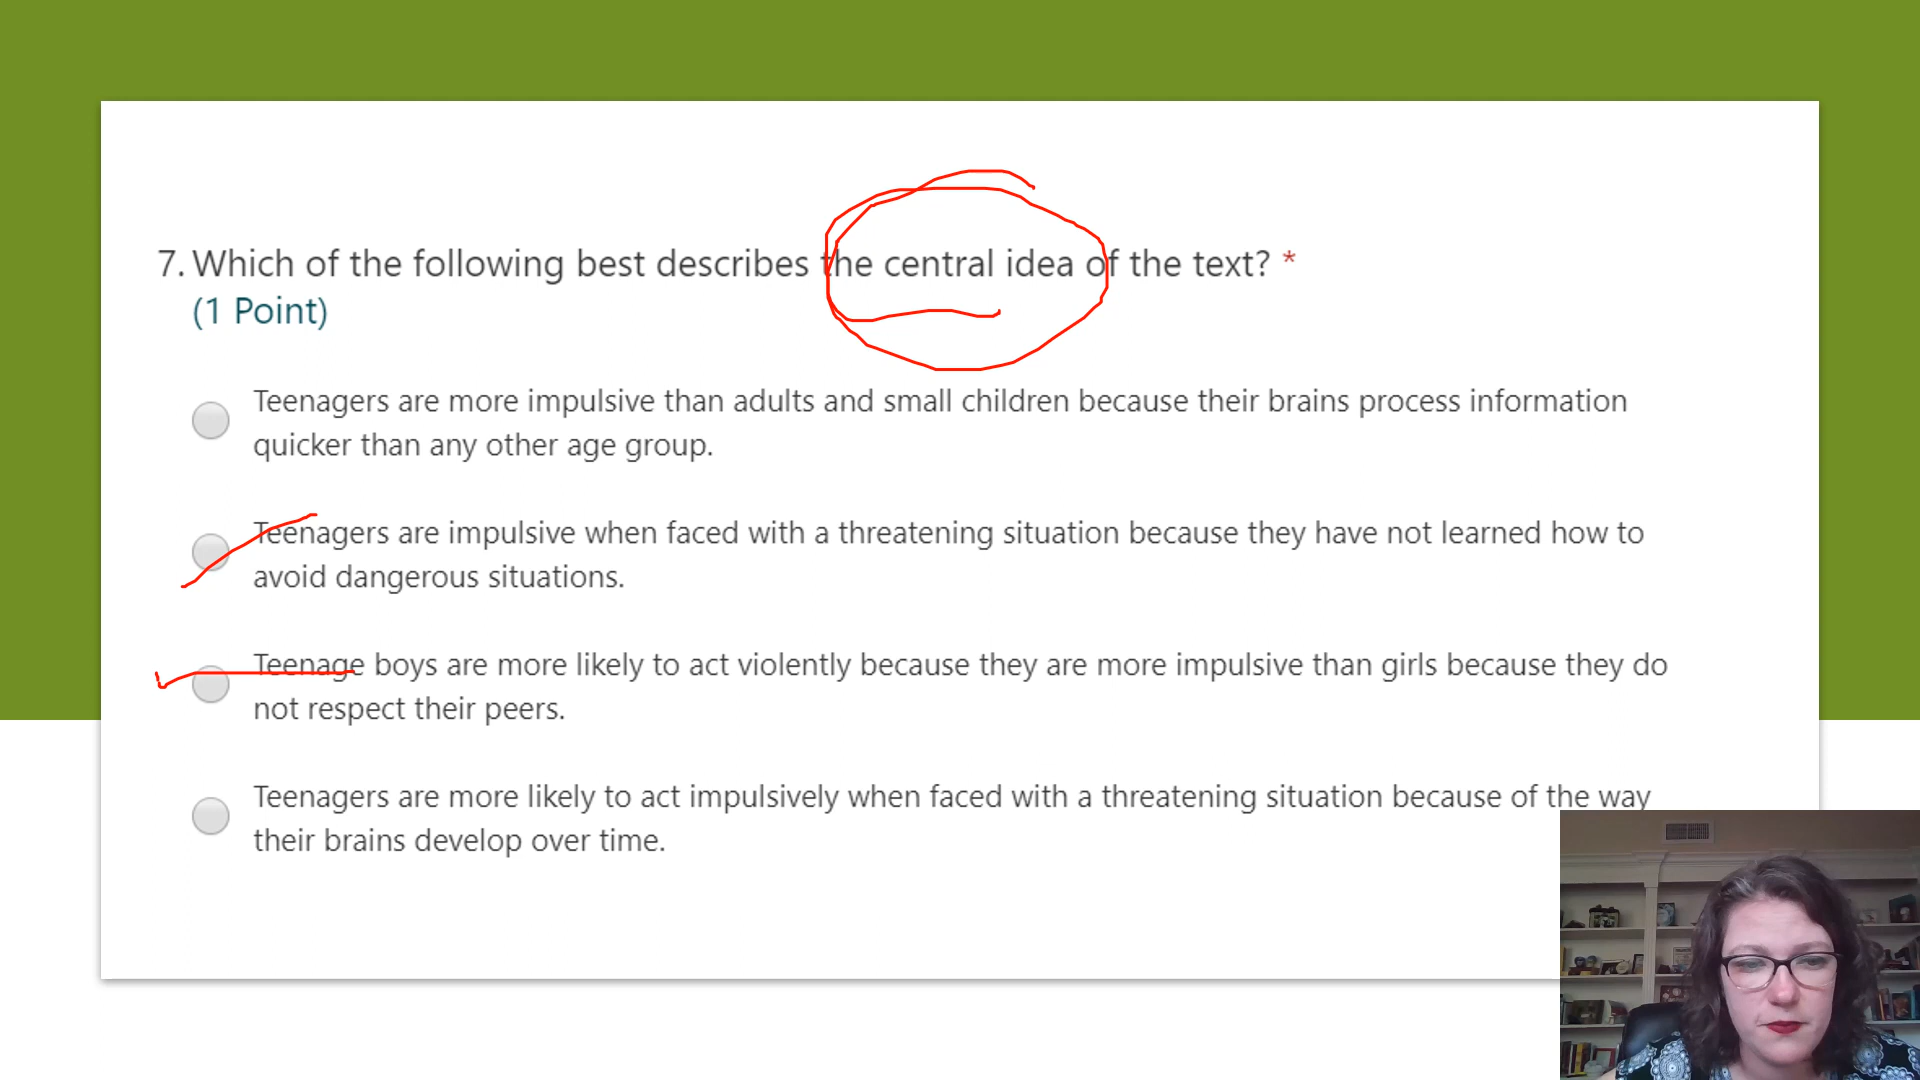 7. Which of the following best describes the central idea of the text? *
(1 Point)
Teenagers are more impulsive than adults and small children because their brains process information
quicker than any other age group.
Teenagers are impulsive when faced with a threatening situation because they have not learned how to
avoid dangerous situations.
Teenage boys are more likely to act violently because they are more impulsive than girls because they do
not respect their peers.
Teenagers are more likely to act impulsively when faced with a threatening situation because of the way
their brains develop over time.